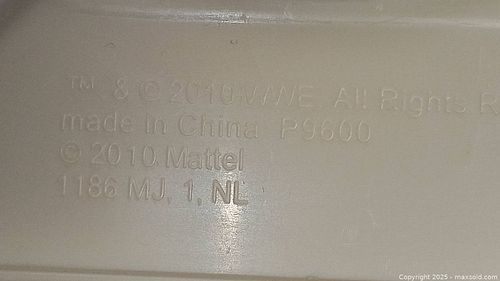 ™ & © 2010 WWE. All Rights R
made in China P9600
© 2010 Mattel
1186 MJ, 1, NL
Copyright 2025 - maxsold.com